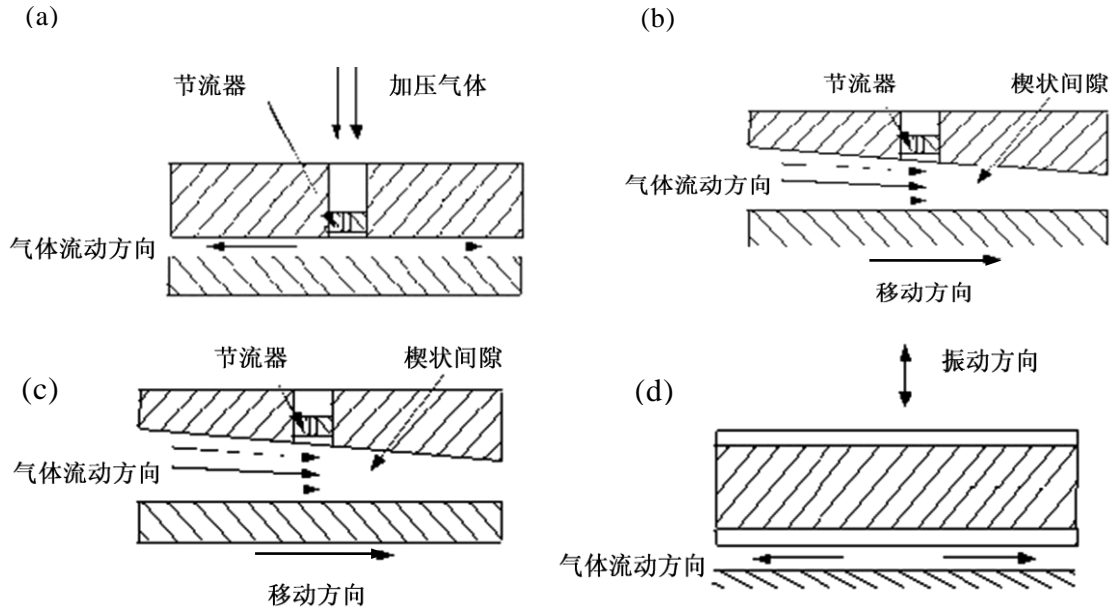 (a)
节流器
加压气体
气体流动方向
(b)
节流器
楔状间隙
气体流动方向
移动方向
(c)
节流器
楔状间隙
气体流动方向
移动方向
(d)
振动方向
气体流动方向